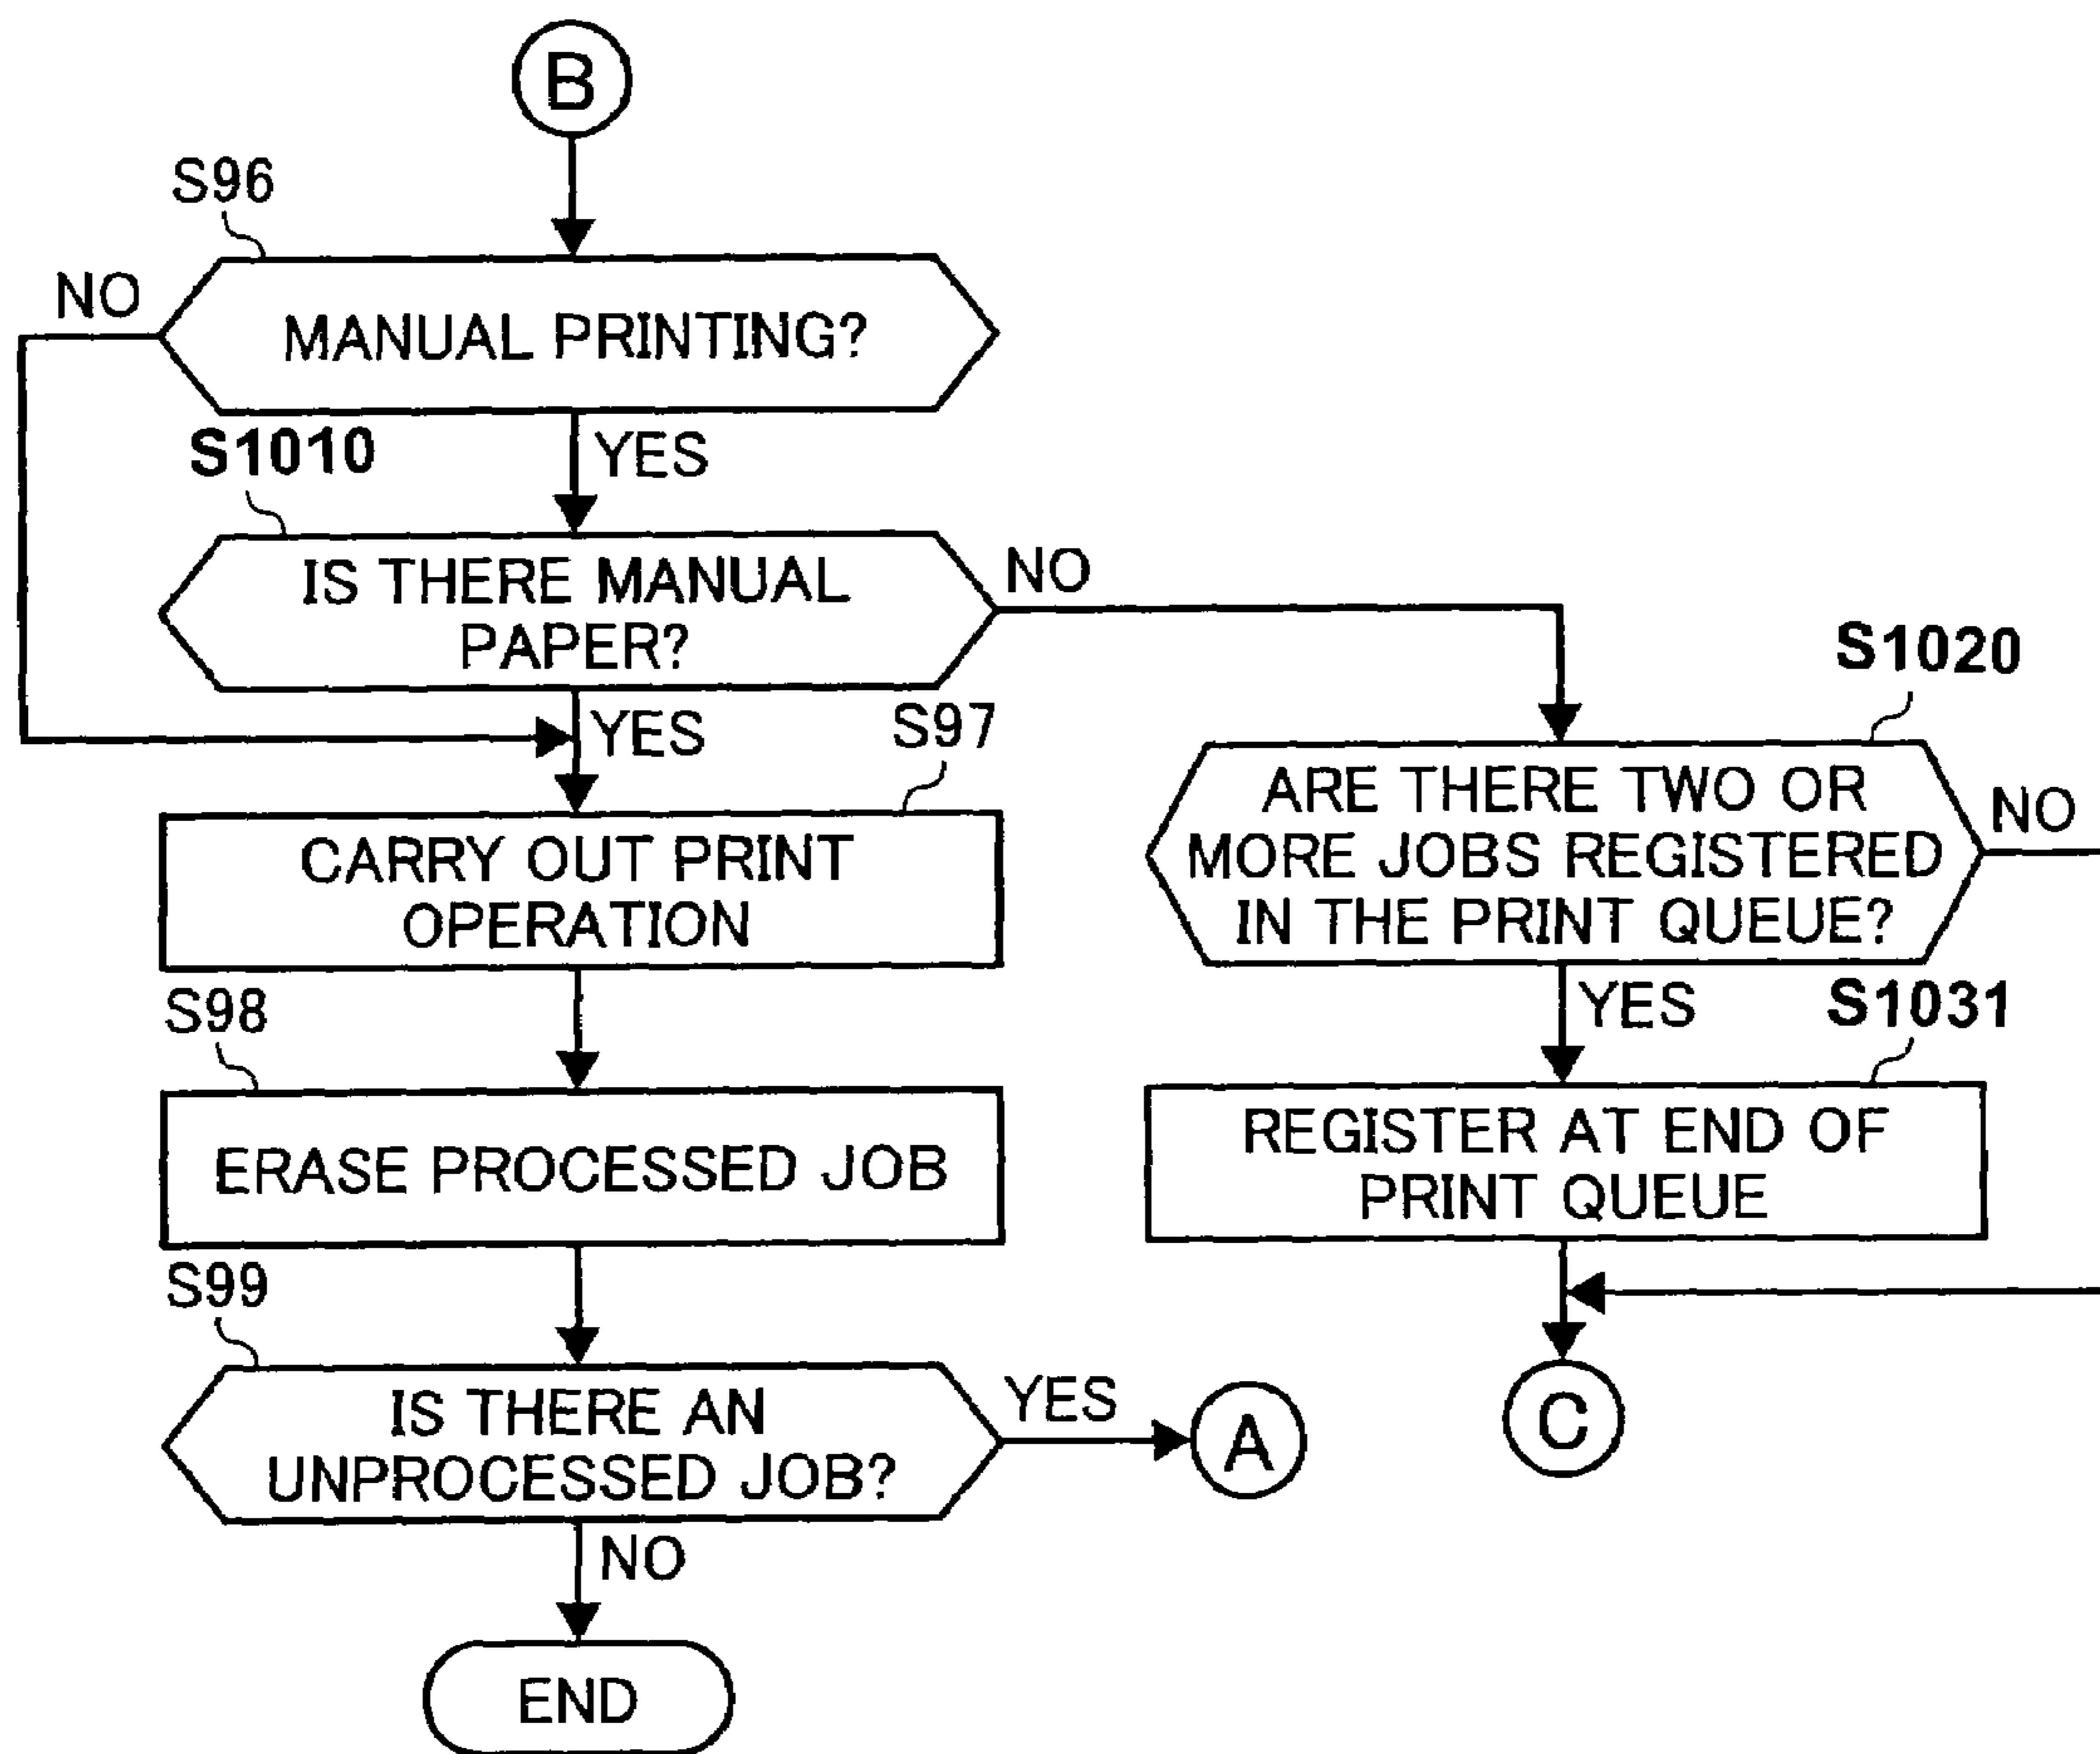 B
S96
NO
MANUAL PRINTING?
S1010
YES
IS THERE MANUAL
PAPER?
NO
YES
S97
S1020
CARRY OUT PRINT
OPERATION
ARE THERE TWO OR
MORE JOBS REGISTERED
IN THE PRINT QUEUE?
NO
S98
YES
S1031
ERASE PROCESSED JOB
REGISTER AT END OF
PRINT QUEUE
S99
IS THERE AN
UNPROCESSED JOB?
YES
A
C
NO
END